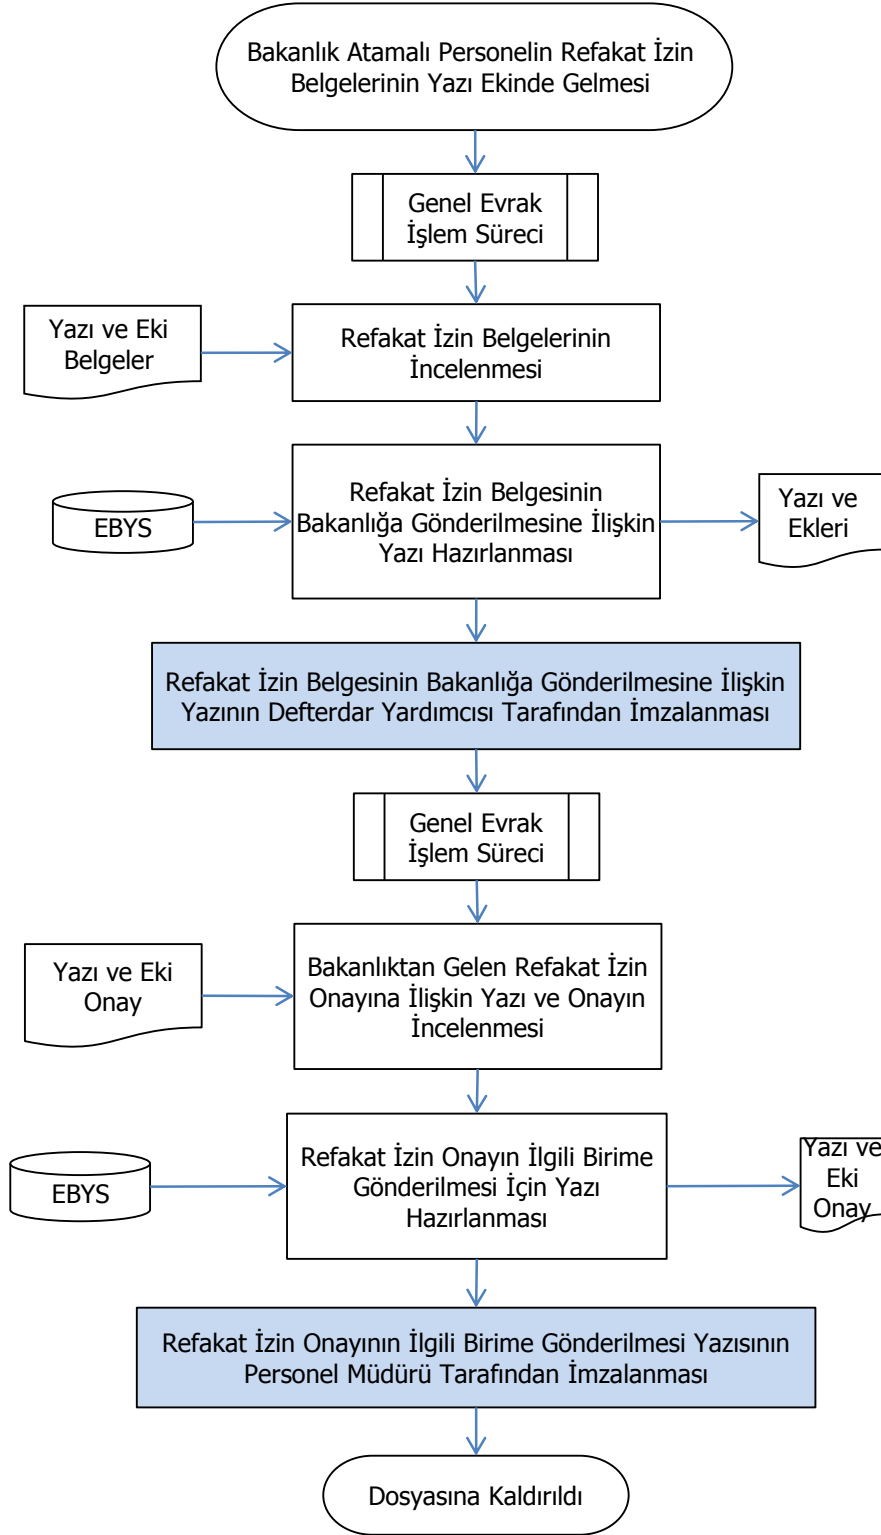 Bakanlık Atamalı Personelin Refakat İzin
Belgelerinin Yazı Ekinde Gelmesi
Genel Evrak
İşlem Süreci
Yazı ve Eki
Belgeler
Refakat İzin Belgelerinin
İncelenmesi
EBYS
Refakat İzin Belgesinin
Bakanlığa Gönderilmesine İlişkin
Yazı Hazırlanması
Yazı ve
Ekleri
Refakat İzin Belgesinin Bakanlığa Gönderilmesine İlişkin
Yazının Defterdar Yardımcısı Tarafından İmzalanması
Genel Evrak
İşlem Süreci
Yazı ve Eki
Onay
Bakanlıktan Gelen Refakat İzin
Onayına İlişkin Yazı ve Onayın
İncelenmesi
EBYS
Refakat İzin Onayın İlgili Birime
Gönderilmesi İçin Yazı
Hazırlanması
Yazı ve
Eki
Onay
Refakat İzin Onayının İlgili Birime Gönderilmesi Yazısının
Personel Müdürü Tarafından İmzalanması
Dosyasına Kaldırıldı